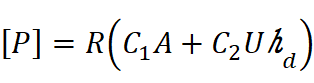 [P] = R(C₁A + C₂Uℏ_d)